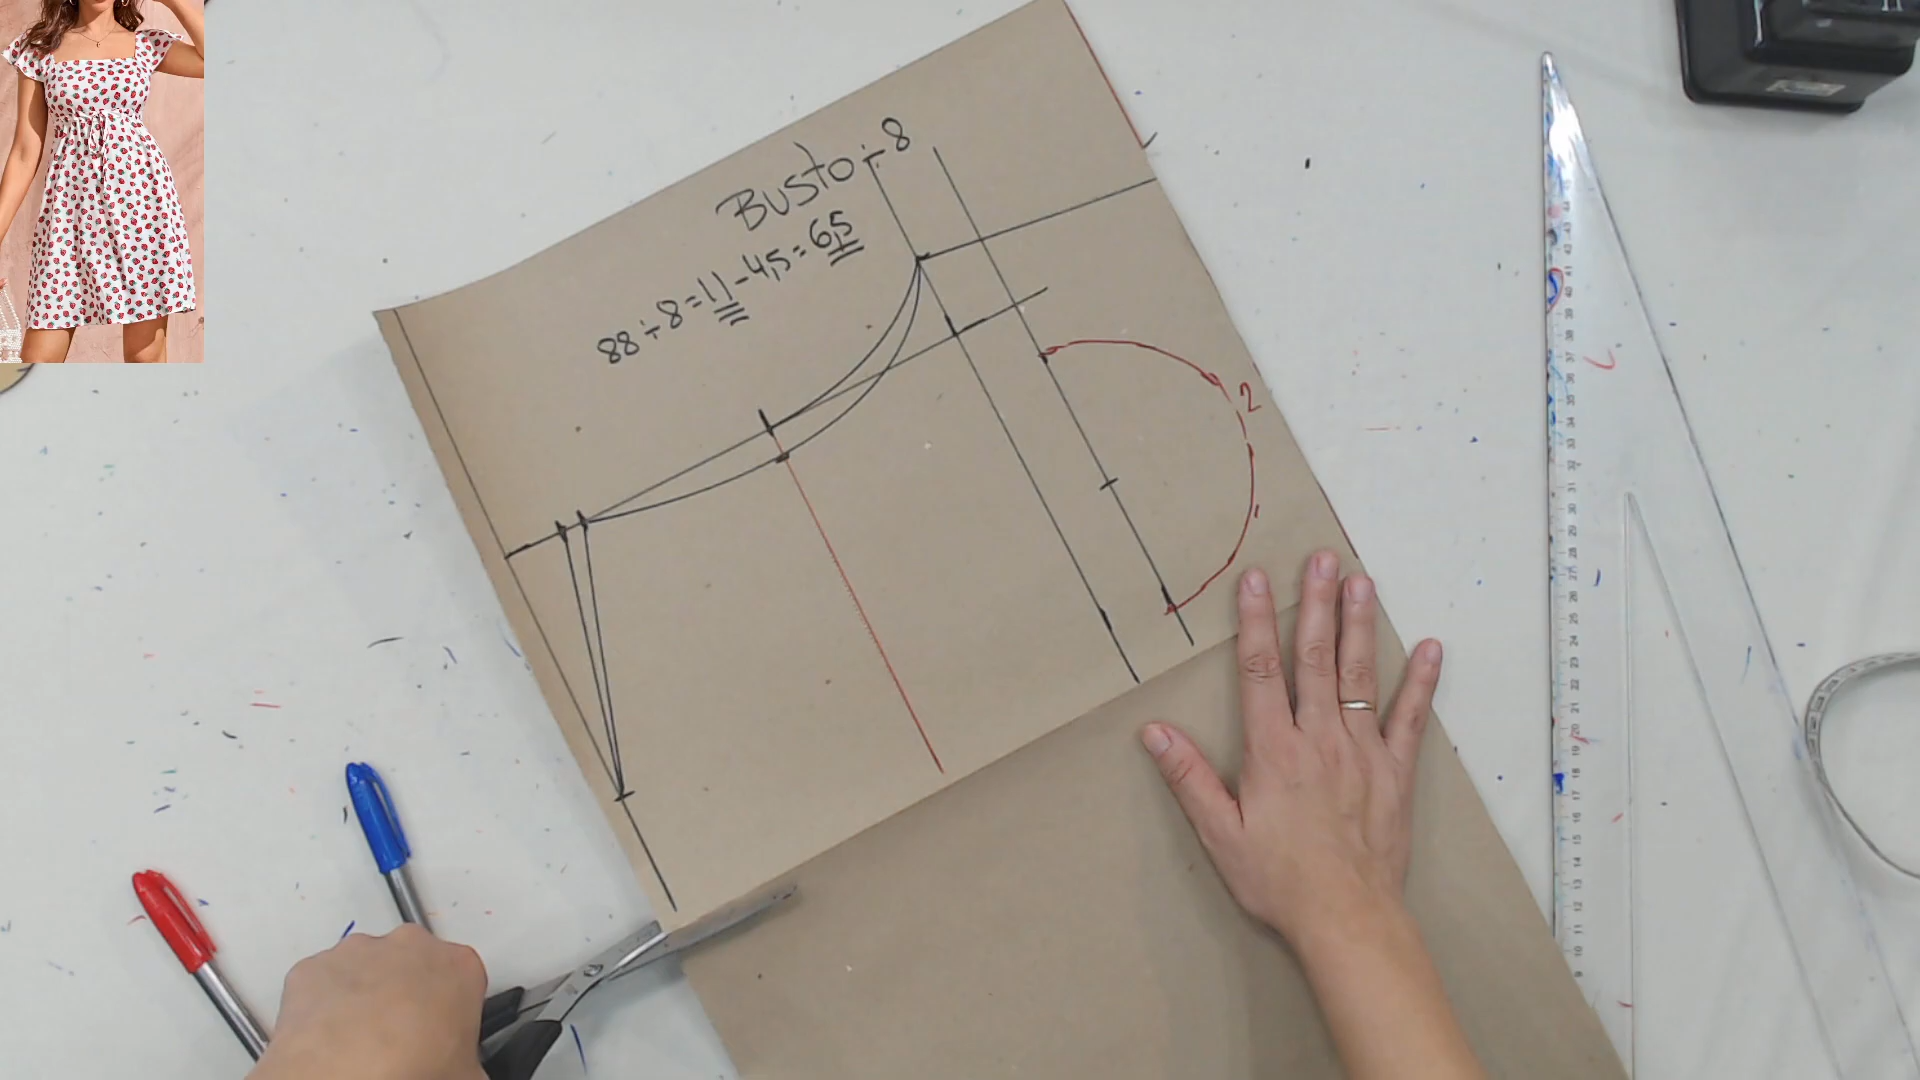 BUSTO ÷ 8
88 ÷ 8 = 11 - 4,5 = 6,5
2